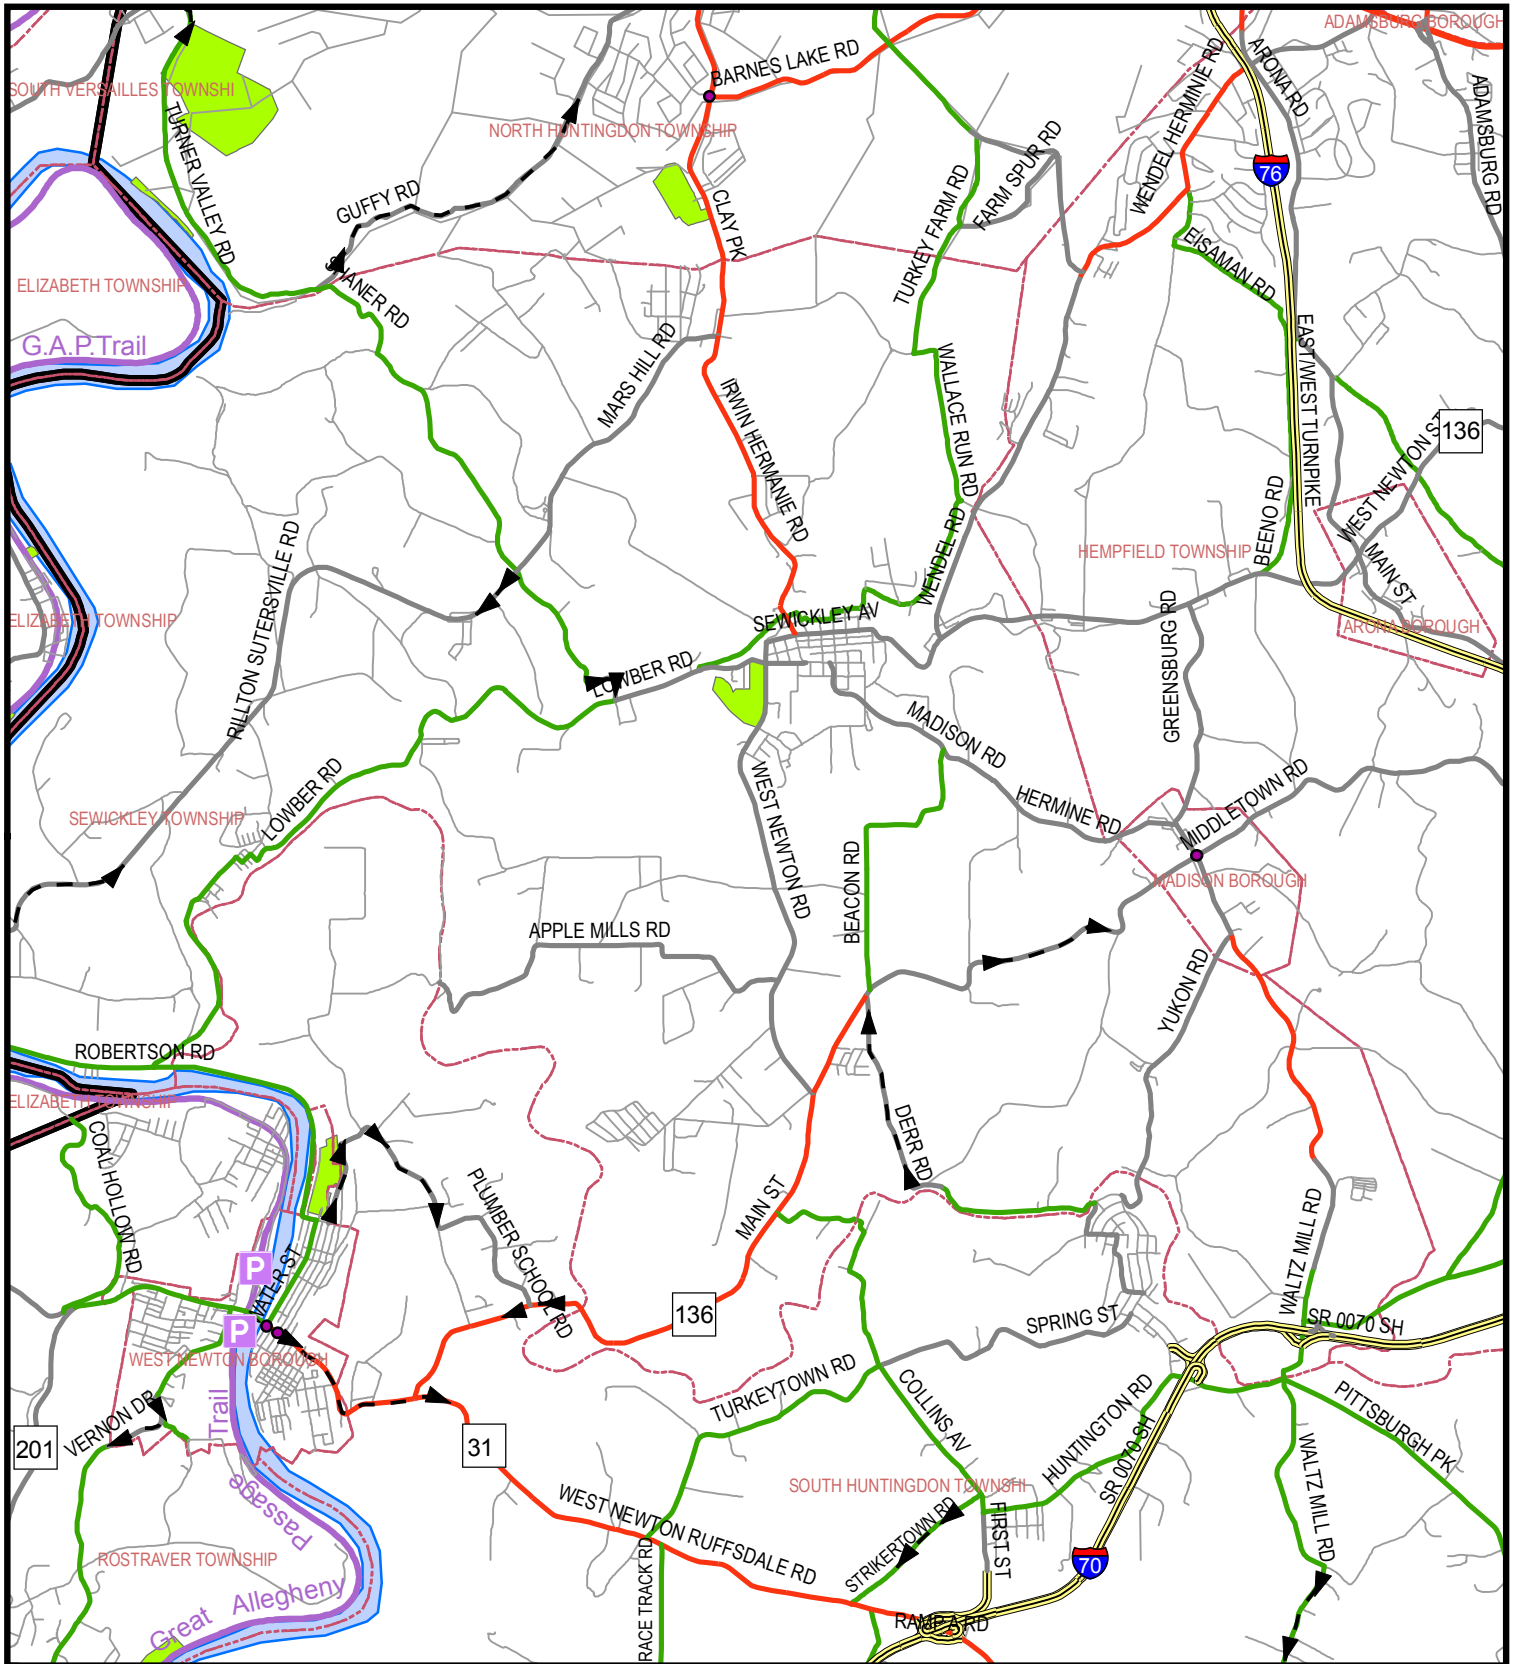 ADAMSBURG BOROUGH
BARNES LAKE RD
WENDEL HERMINIE RD
ARONA RD
ADAMSBURG RD
SOUTH VERSAILLES TOWNSHI
TURNER VALLEY RD
NORTH HUNTINGDON TOWNSHIP
FARM SPUR RD
76
GUFFY RD
CLAY PK
TURKEY FARM RD
EISAMAN RD
SHANER RD
ELIZABETH TOWNSHIP
G.A.P.Trail
MARS HILL RD
EAST/WEST TURNPIKE
IRWIN HERMANIE RD
WALLACE RUN RD
136
WEST NEWTON S
RILLTON SUTERSVILLE RD
WENDEL RD
BEENO RD
HEMPFIELD TOWNSHIP
MAIN ST
ELIZABETH TOWNSHIP
SEWICKLEY AV
GREENSBURG RD
ARONA BOROUGH
LOWBER RD
MADISON RD
WEST NEWTON RD
HERMINE RD
MIDDLETOWN RD
SEWICKLEY TOWNSHIP
LOWBER RD
BEACON RD
MADISON BOROUGH
APPLE MILLS RD
YUKON RD
ROBERTSON RD
ELIZABETH TOWNSHIP
COAL HOLLOW RD
DERR RD
PLUMBER SCHOOL RD
MAIN ST
WALTZ MILL RD
P
WATER ST
136
P
SPRING ST
SR 0070 SH
WEST NEWTON BOROUGH
TURKEYTOWN RD
COLLINS AV
HUNTINGTON RD
PITTSBURGH PK
VERNON DR
Trail
201
31
SR 0070 SH
WALTZ MILL RD
SOUTH HUNTINGDON TOWNSHI
Passage
WEST NEWTON RUFFSDALE RD
STRIKERTOWN RD
FIRST ST
ROSTRAVER TOWNSHIP
70
RACE TRACK RD
Great Allegheny
RAMP A RD